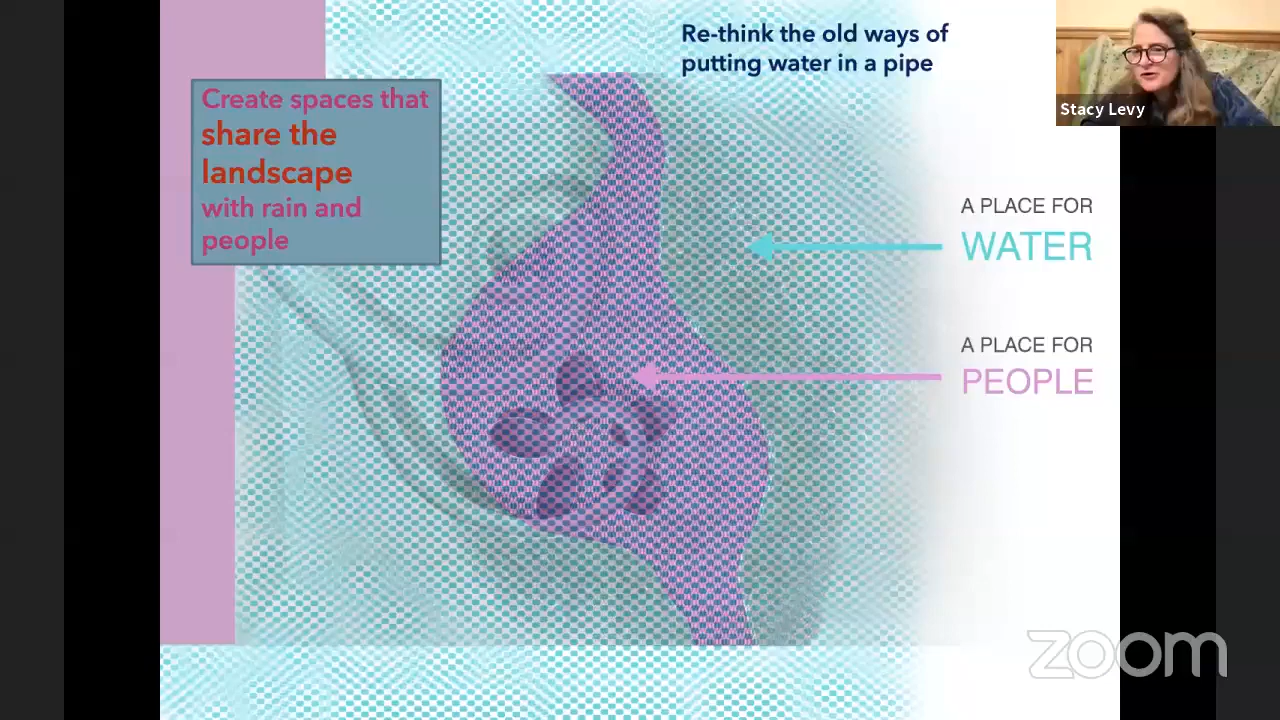 Re-think the old ways of
putting water in a pipe
Create spaces that
share the
landscape
with rain and
people
Stacy Levy
A PLACE FOR
WATER
A PLACE FOR
PEOPLE
zoom